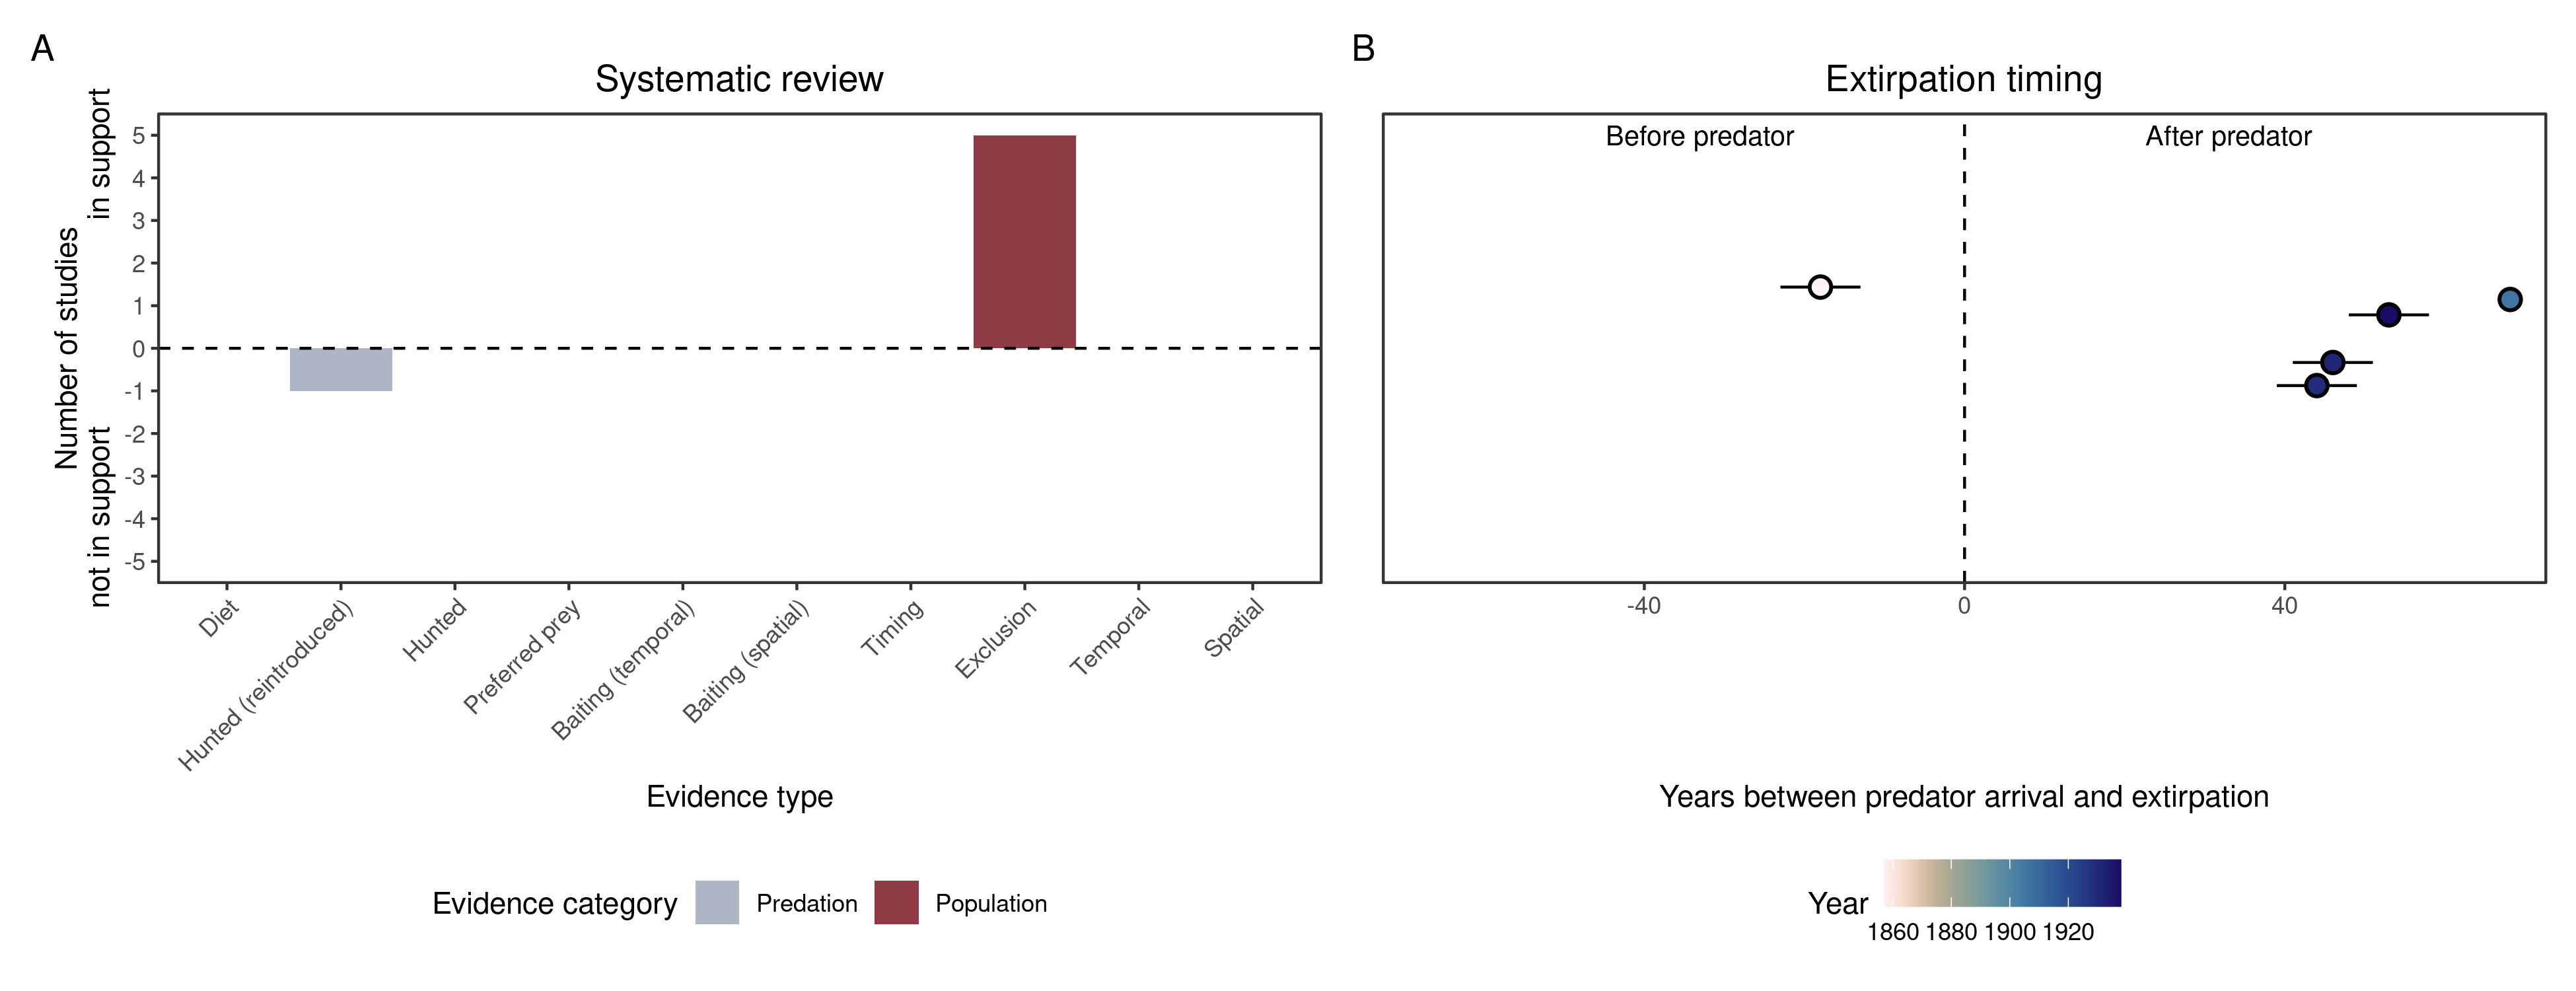 A
Systematic review
Number of studies
not in support in support
5
4
3
2
1
0
-1
-2
-3
-4
-5
Diet
Hunted (reintroduced)
Hunted
Preferred prey
Baiting (temporal)
Baiting (spatial)
Timing
Exclusion
Temporal
Spatial
Evidence type
Evidence category Predation Population
B
Extirpation timing
Before predator After predator
-40 0 40
Years between predator arrival and extirpation
Year
1860 1880 1900 1920